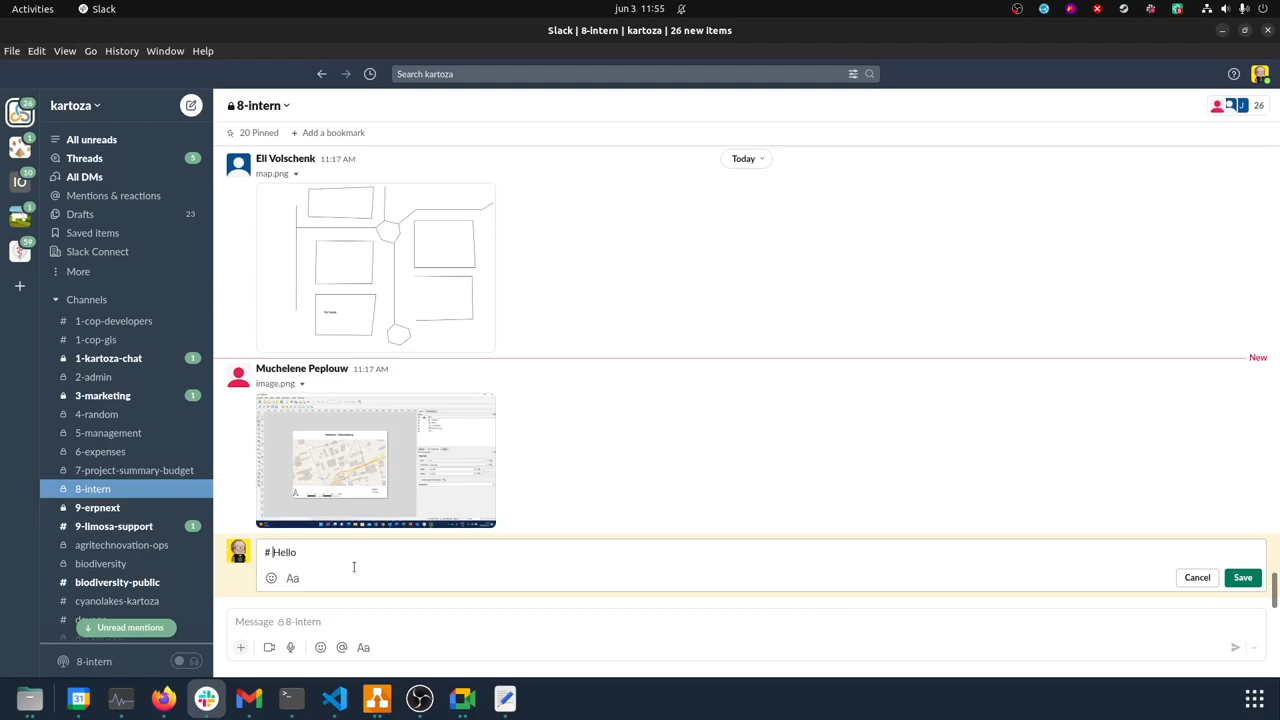 Activities
Slack
Jun 3 11:55
Slack | 8-intern | kartoza | 26 new items
File Edit View Go History Window Help
Search kartoza
26
kartoza
8-intern
26
1
All unreads
20 Pinned
Add a bookmark
Threads 5
Eli Volschenk 11:17 AM
Today
10
All DMs
map.png
Mentions & reactions
1
Drafts 23
Saved items
59
Slack Connect
More
Channels
# 1-cop-developers
# 1-cop-gis
1-kartoza-chat 1
New
2-admin
Muchelene Peplouw 11:17 AM
image.png
3-marketing 1
4-random
5-management
6-expenses
7-project-summary-budget
8-intern
9-erpnext
# 9-limosa-support 1
agritechnovation-ops
# Hello
biodiversity
Aa
Cancel
Save
# biodiversity-public
# cyanolakes-kartoza
Unread mentions
Message 8-intern
Aa
8-intern
31